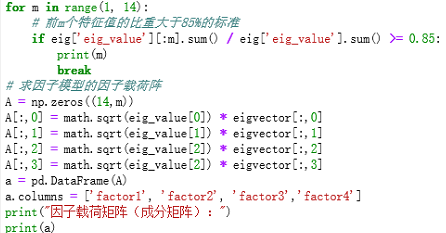 for m in range(1, 14):
    # 前m个特征值的比重大于85%的标准
    if eig['eig_value'][:m].sum() / eig['eig_value'].sum() >= 0.85:
        print(m)
        break
# 求因子模型的因子载荷阵
A = np.zeros((14,m))
A[:,0] = math.sqrt(eig_value[0]) * eigvector[:,0]
A[:,1] = math.sqrt(eig_value[1]) * eigvector[:,1]
A[:,2] = math.sqrt(eig_value[2]) * eigvector[:,2]
A[:,3] = math.sqrt(eig_value[2]) * eigvector[:,3]
a = pd.DataFrame(A)
a.columns = ['factor1', 'factor2', 'factor3','factor4']
print("因子载荷矩阵（成分矩阵）：")
print(a)